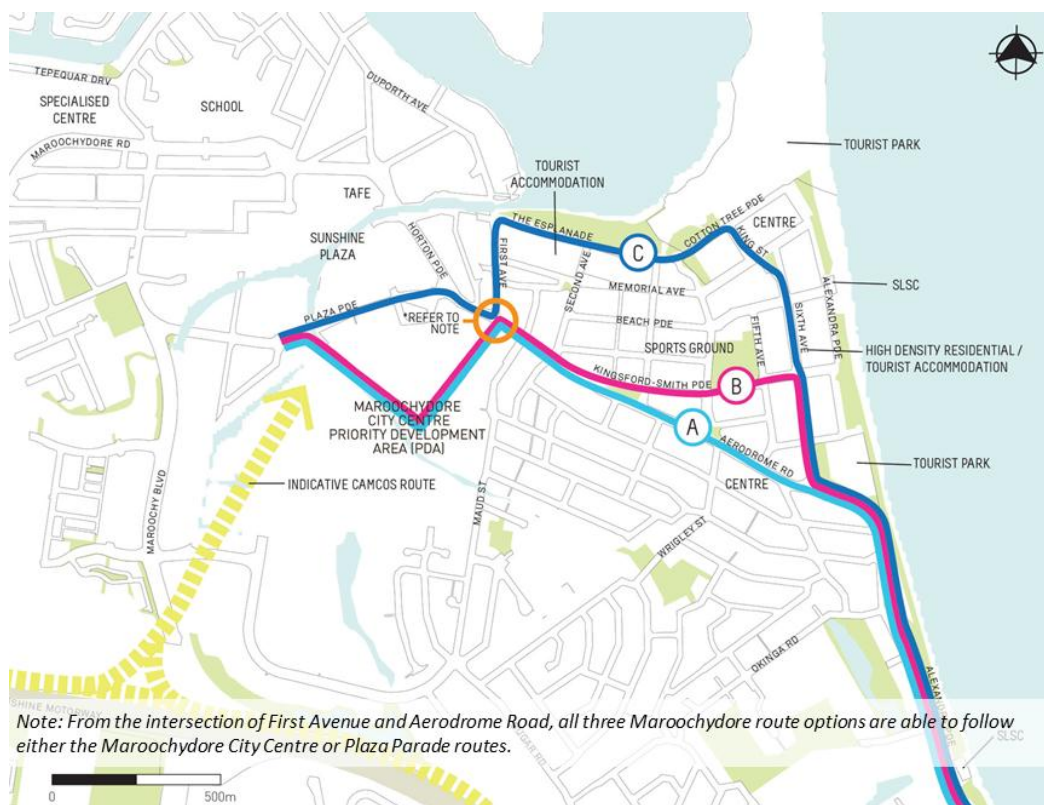 TEPEQUAR DRV
SPECIALISED
CENTRE
SCHOOL
DUPORTH AVE
MAROOCHYDORE RD
TOURIST PARK
TOURIST
ACCOMMODATION
TAFE
COTTON TREE PDE
CENTRE
THE ESPLANADE
SUNSHINE
PLAZA
HORTON PDE
FIRST AVE
C
KING ST
SECOND AVE
MEMORIAL AVE
SLSC
ALEXANDRA PDE
PLAZA PDE
*REFER TO
NOTE
BEACH PDE
SIXTH AVE
FIFTH AVE
SPORTS GROUND
HIGH DENSITY RESIDENTIAL /
TOURIST ACCOMMODATION
KINGSFORD-SMITH PDE
B
MAROOCHYDORE
CITY CENTRE
PRIORITY DEVELOPMENT
AREA (PDA)
A
AERODROME RD
TOURIST PARK
INDICATIVE CAMCOS ROUTE
CENTRE
MAUD ST
MAROOCHY BLVD
WRIGLEY ST
OKINGA RD
SHINE MOTORWAY
SLSC
Note: From the intersection of First Avenue and Aerodrome Road, all three Maroochydore route options are able to follow
either the Maroochydore City Centre or Plaza Parade routes.
0
500m